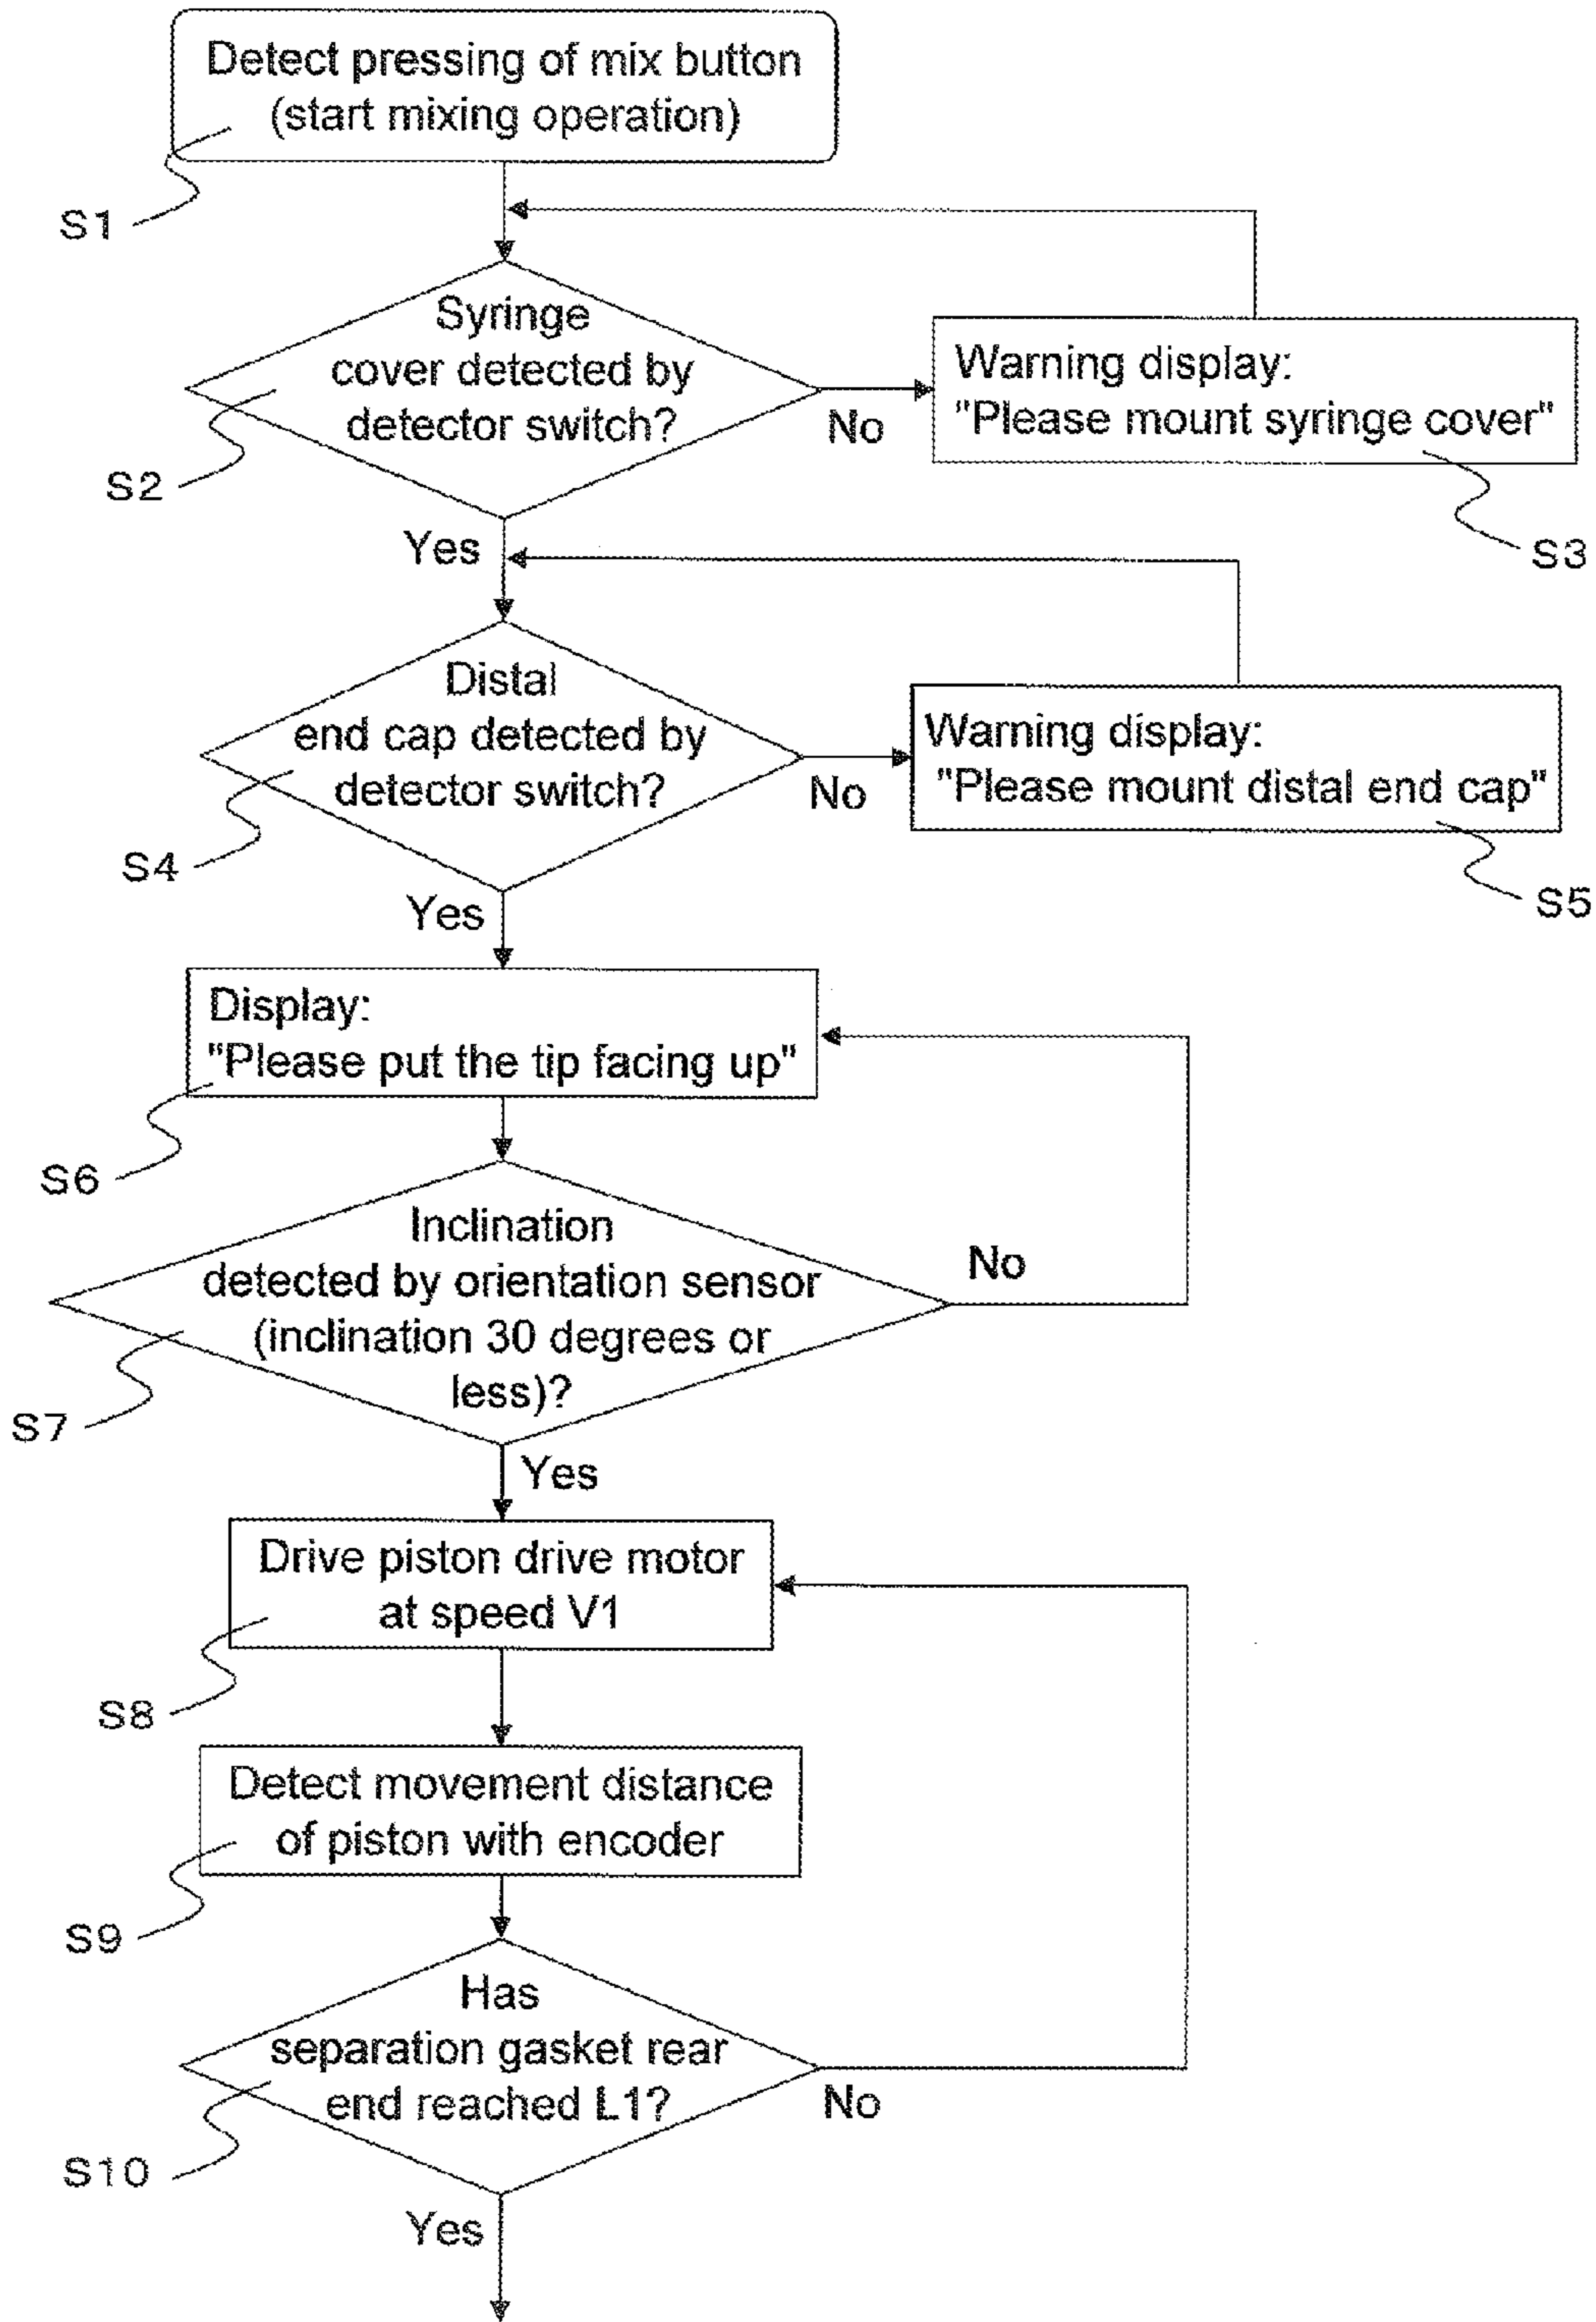 Detect pressing of mix button
(start mixing operation)
S1
Syringe
cover detected by
detector switch?
S2
No
Warning display:
"Please mount syringe cover"
S3
Yes
Distal
end cap detected by
detector switch?
S4
No
Warning display:
"Please mount distal end cap"
S5
Yes
Display:
"Please put the tip facing up"
S6
Inclination
detected by orientation sensor
(inclination 30 degrees or
less)?
No
S7
Yes
Drive piston drive motor
at speed V1
S8
Detect movement distance
of piston with encoder
S9
Has
separation gasket rear
end reached L1?
No
S10
Yes